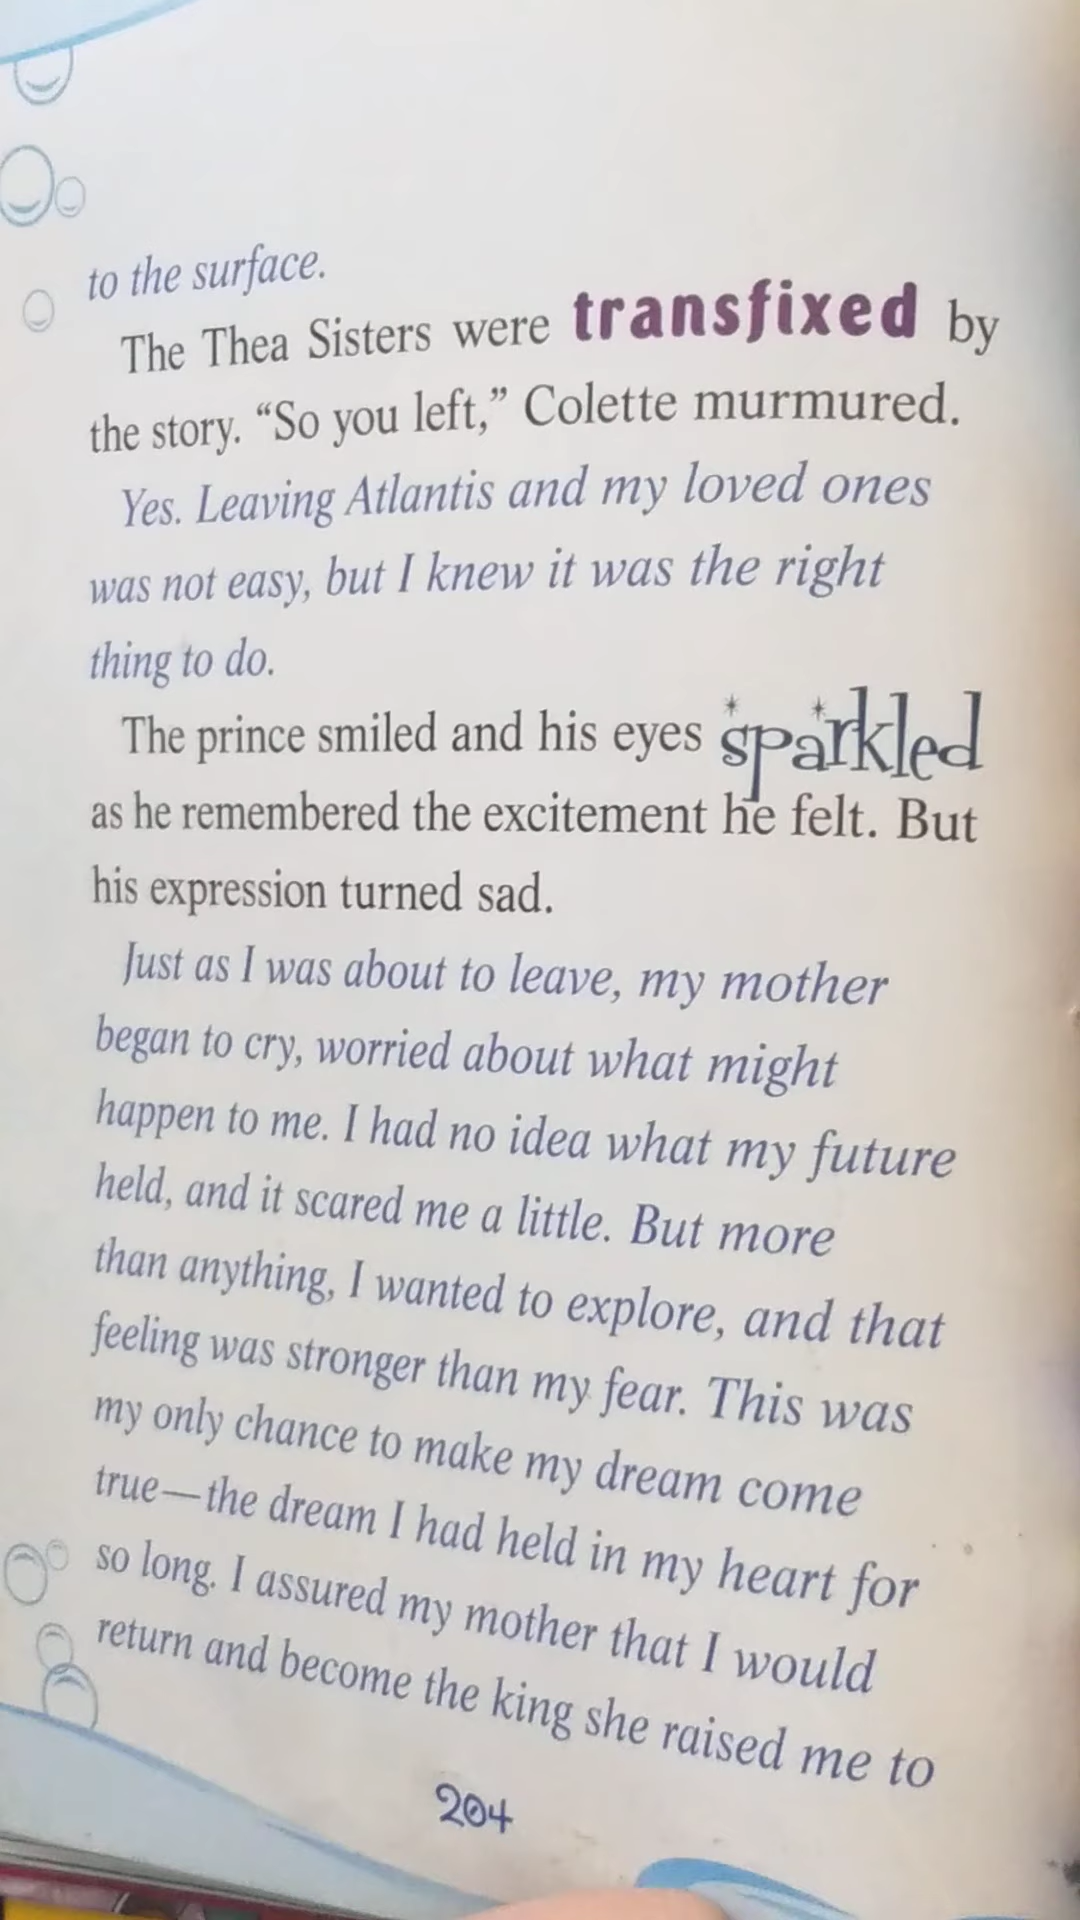 to the surface.
The Thea Sisters were transfixed by
the story. “So you left,” Colette murmured.
Yes. Leaving Atlantis and my loved ones
was not easy, but I knew it was the right
thing to do.
The prince smiled and his eyes sparkled
as he remembered the excitement he felt. But
his expression turned sad.
Just as I was about to leave, my mother
began to cry, worried about what might
happen to me. I had no idea what my future
held, and it scared me a little. But more
than anything, I wanted to explore, and that
feeling was stronger than my fear. This was
my only chance to make my dream come
true—the dream I had held in my heart for
so long. I assured my mother that I would
return and become the king she raised me to
204